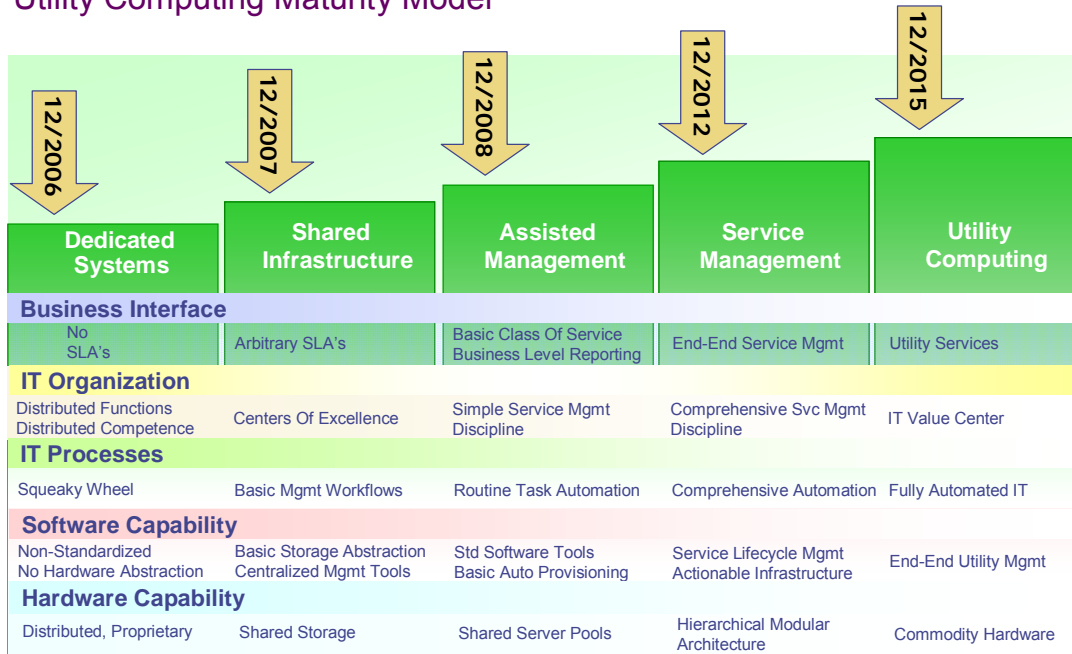 Utility Computing Maturity Model
12/2006
12/2007
12/2008
12/2012
12/2015
Dedicated
Systems
Shared
Infrastructure
Assisted
Management
Service
Management
Utility
Computing
Business Interface
No
SLA's
Arbitrary SLA's
Basic Class Of Service
Business Level Reporting
End-End Service Mgmt
Utility Services
IT Organization
Distributed Functions
Distributed Competence
Centers Of Excellence
Simple Service Mgmt
Discipline
Comprehensive Svc Mgmt
Discipline
IT Value Center
IT Processes
Squeaky Wheel
Basic Mgmt Workflows
Routine Task Automation
Comprehensive Automation
Fully Automated IT
Software Capability
Non-Standardized
No Hardware Abstraction
Basic Storage Abstraction
Centralized Mgmt Tools
Std Software Tools
Basic Auto Provisioning
Service Lifecycle Mgmt
Actionable Infrastructure
End-End Utility Mgmt
Hardware Capability
Distributed, Proprietary
Shared Storage
Shared Server Pools
Hierarchical Modular
Architecture
Commodity Hardware